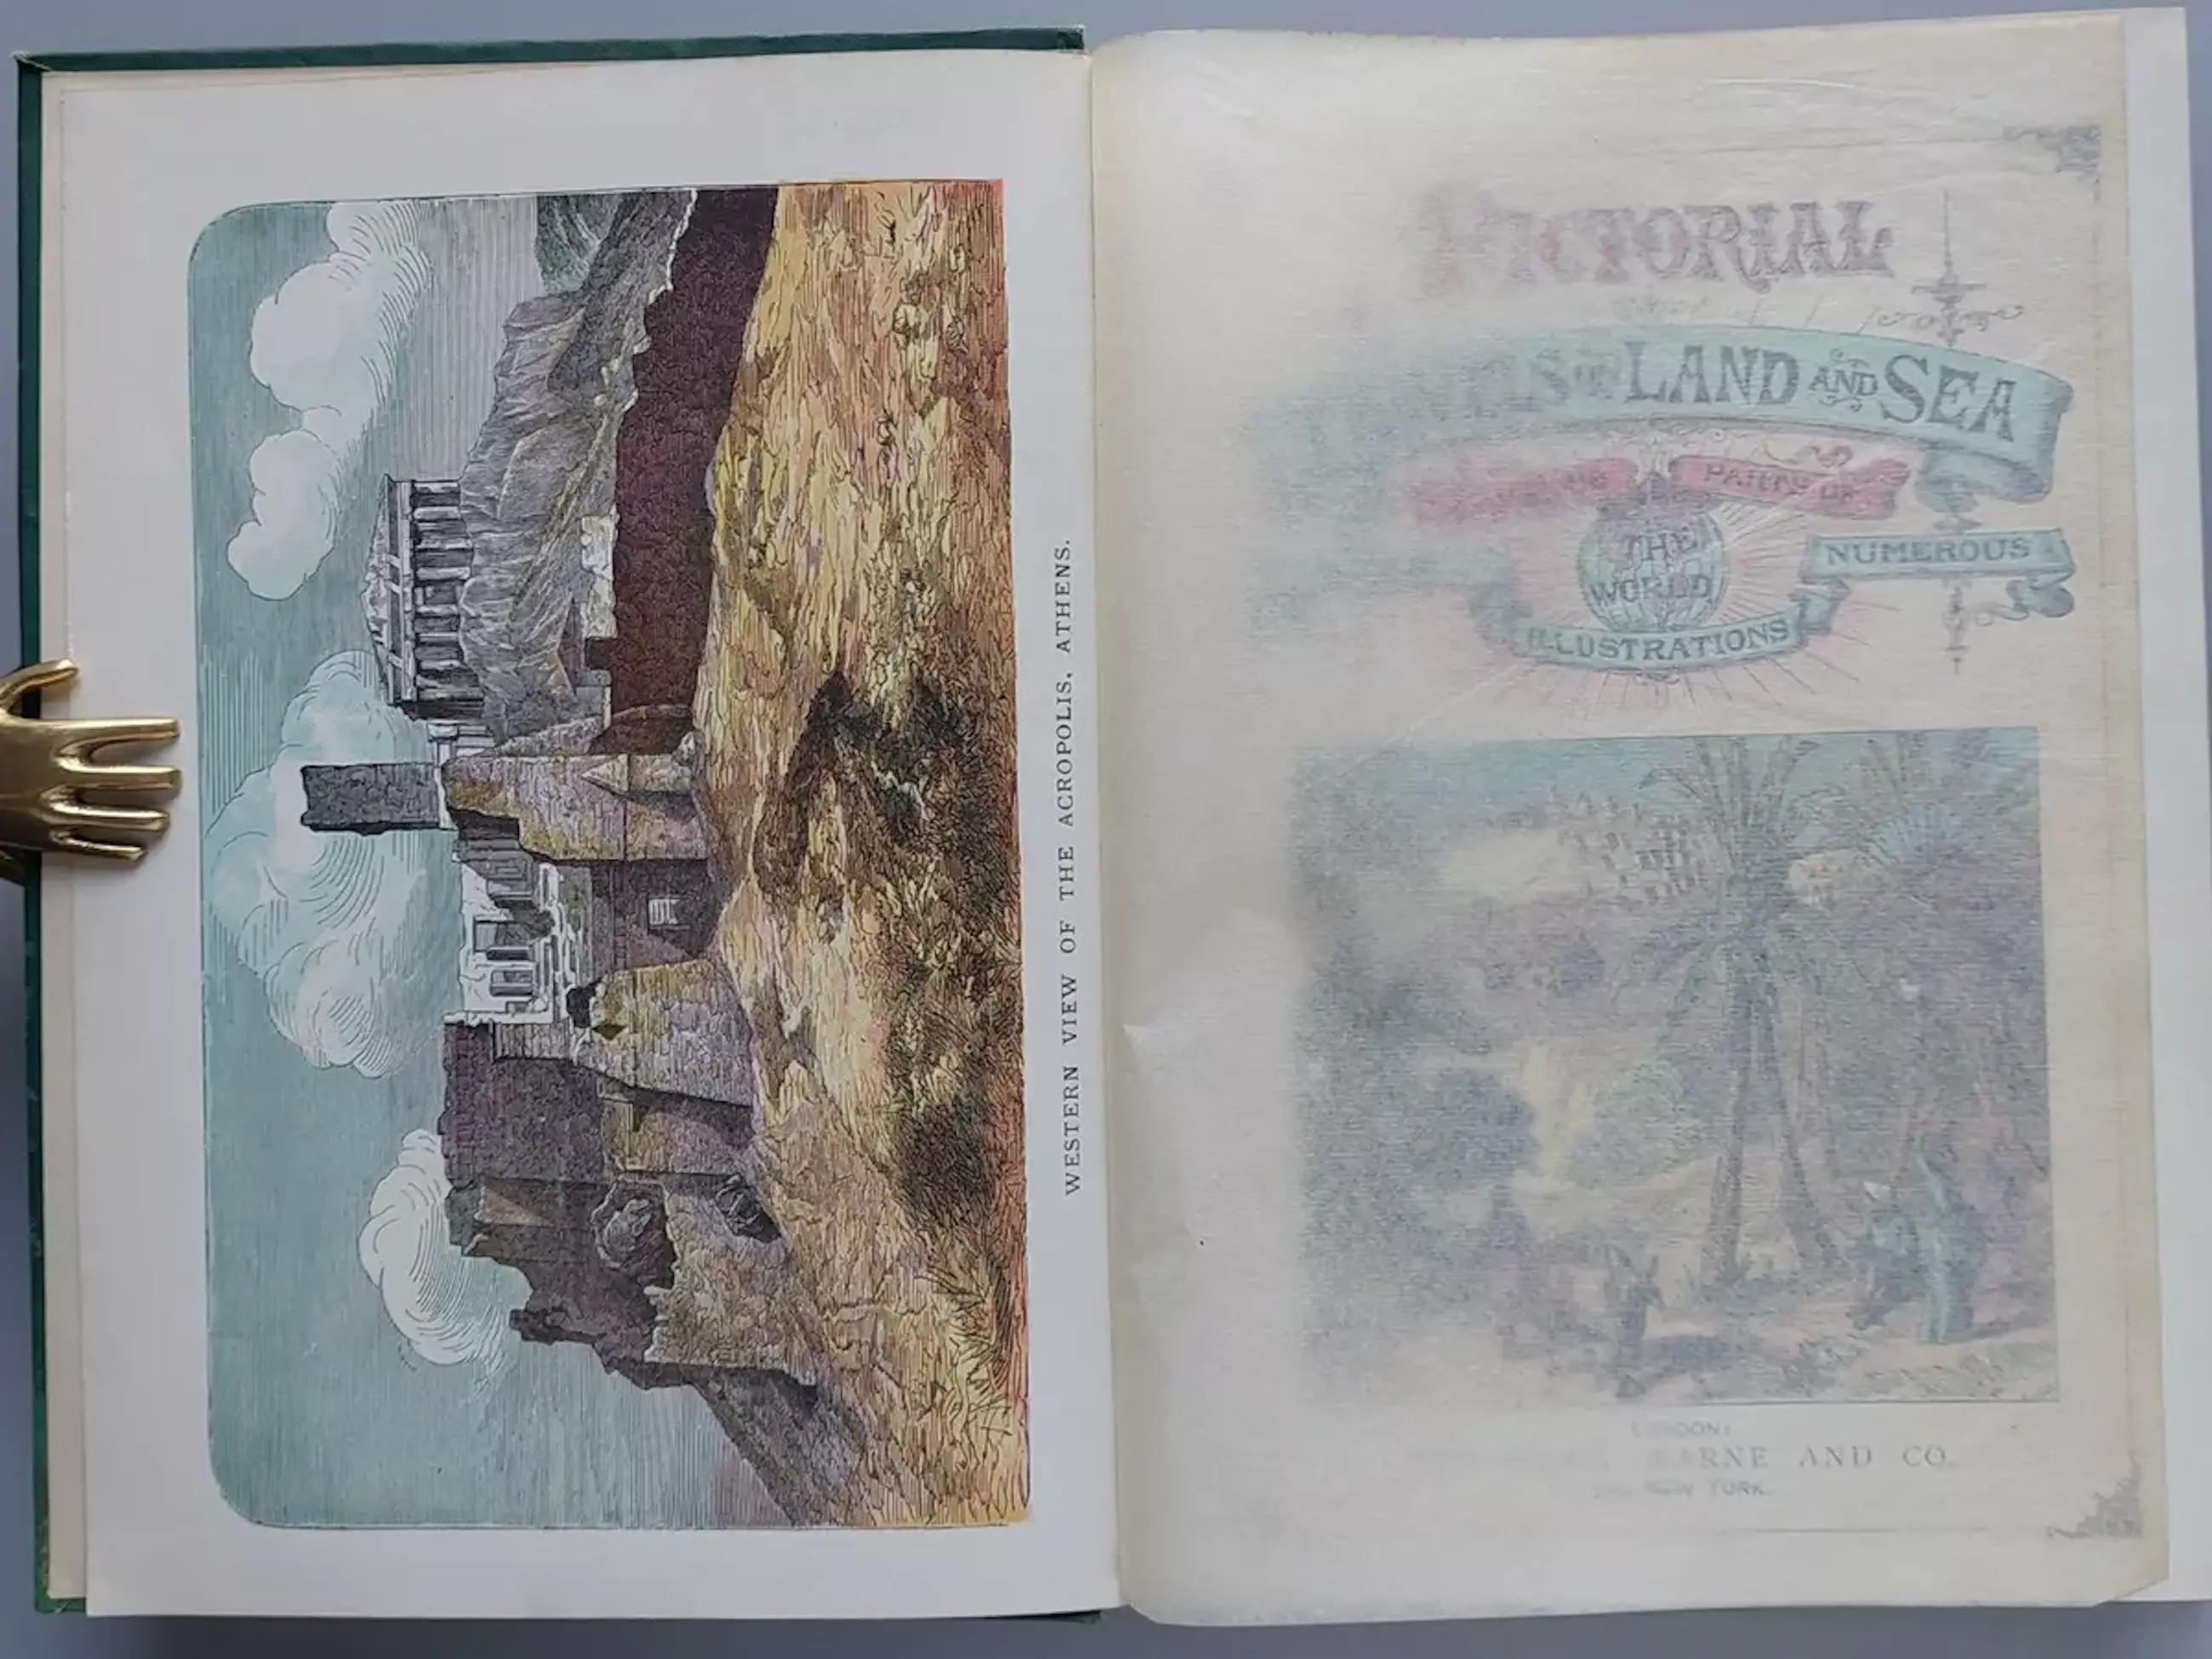 WESTERN VIEW OF THE ACROPOLIS, ATHENS.
PICTORIAL
LAND AND SEA
PARTS OF
THE
WORLD
NUMEROUS
ILLUSTRATIONS
LONDON:
WARNE AND CO.
NEW YORK.